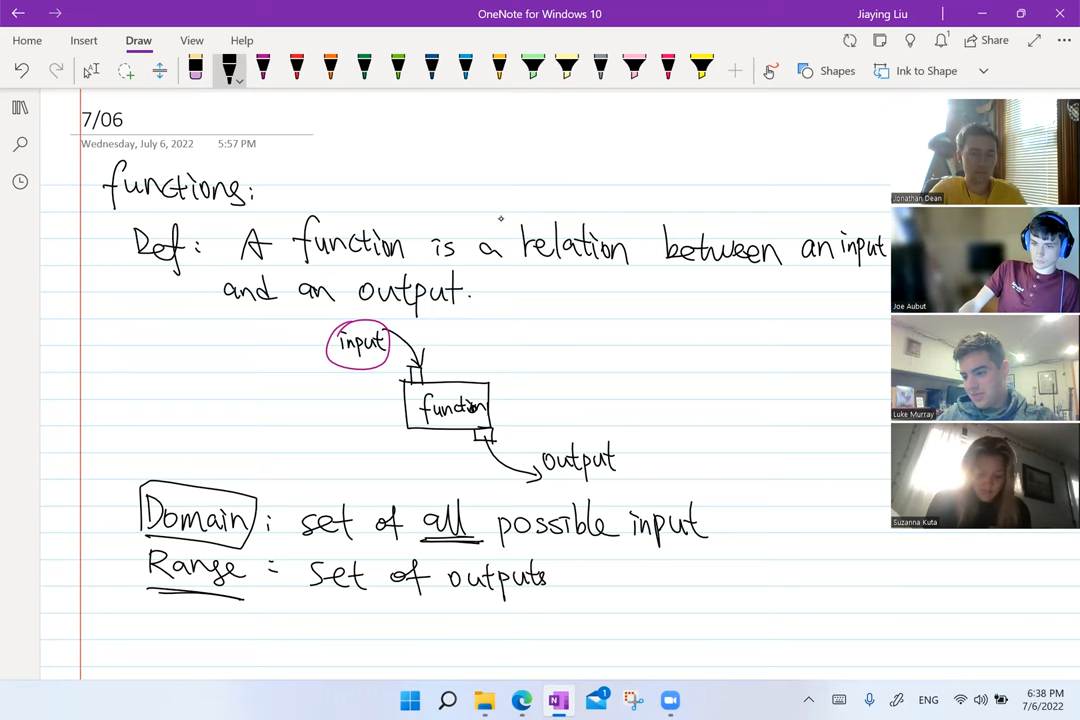 OneNote for Windows 10
Jiaying Liu
Home Insert Draw View Help
Share
Shapes
Ink to Shape
7/06
Wednesday, July 6, 2022 5:57 PM
functions:
Def: A function is a relation between an input
and an output.
input
function
output
Domain: set of all possible input
Range: set of outputs
Jonathan Dean
Joe Aubut
Luke Murray
Suzanna Kuta
1
ENG
6:38 PM
7/6/2022